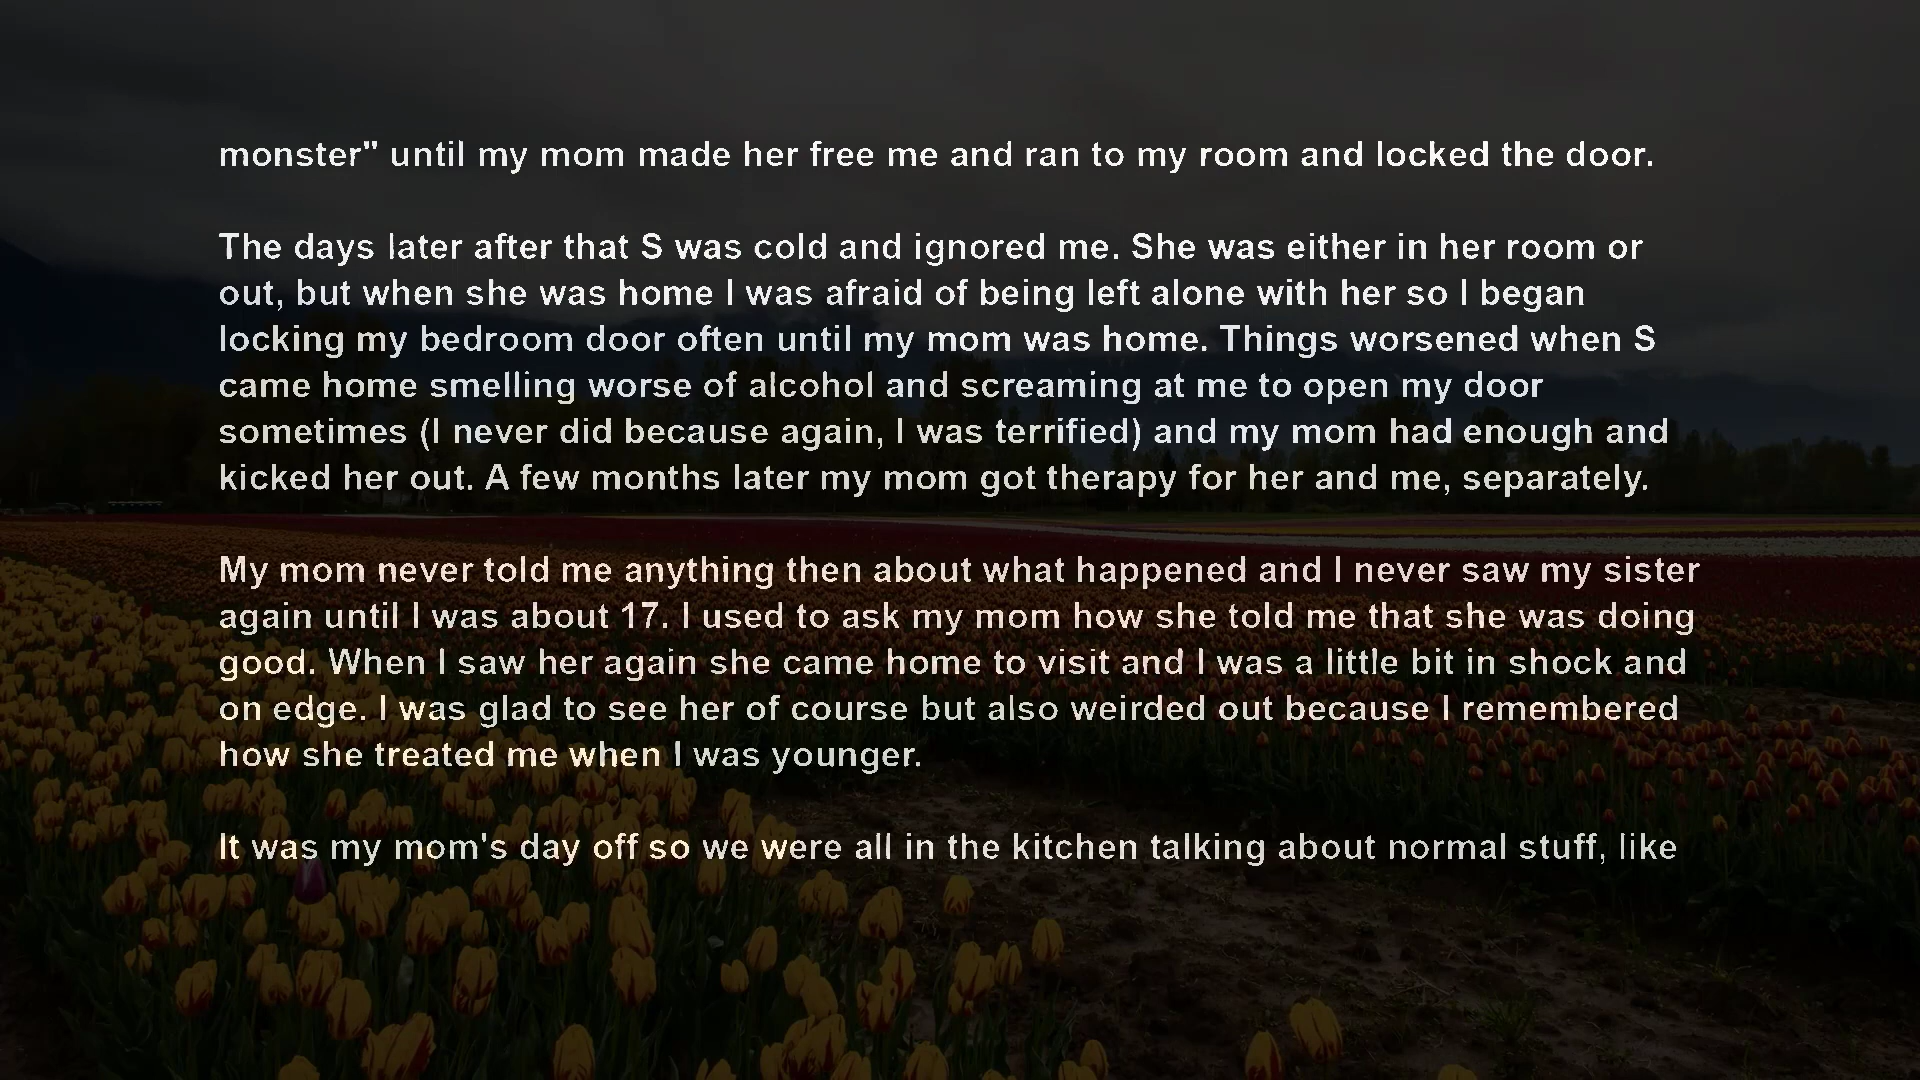 monster" until my mom made her free me and ran to my room and locked the door.
The days later after that S was cold and ignored me. She was either in her room or
out, but when she was home I was afraid of being left alone with her so I began
locking my bedroom door often until my mom was home. Things worsened when S
came home smelling worse of alcohol and screaming at me to open my door
sometimes (I never did because again, I was terrified) and my mom had enough and
kicked her out. A few months later my mom got therapy for her and me, separately.
My mom never told me anything then about what happened and I never saw my sister
again until I was about 17. I used to ask my mom how she told me that she was doing
good. When I saw her again she came home to visit and I was a little bit in shock and
on edge. I was glad to see her of course but also weirded out because I remembered
how she treated me when I was younger.
It was my mom's day off so we were all in the kitchen talking about normal stuff, like